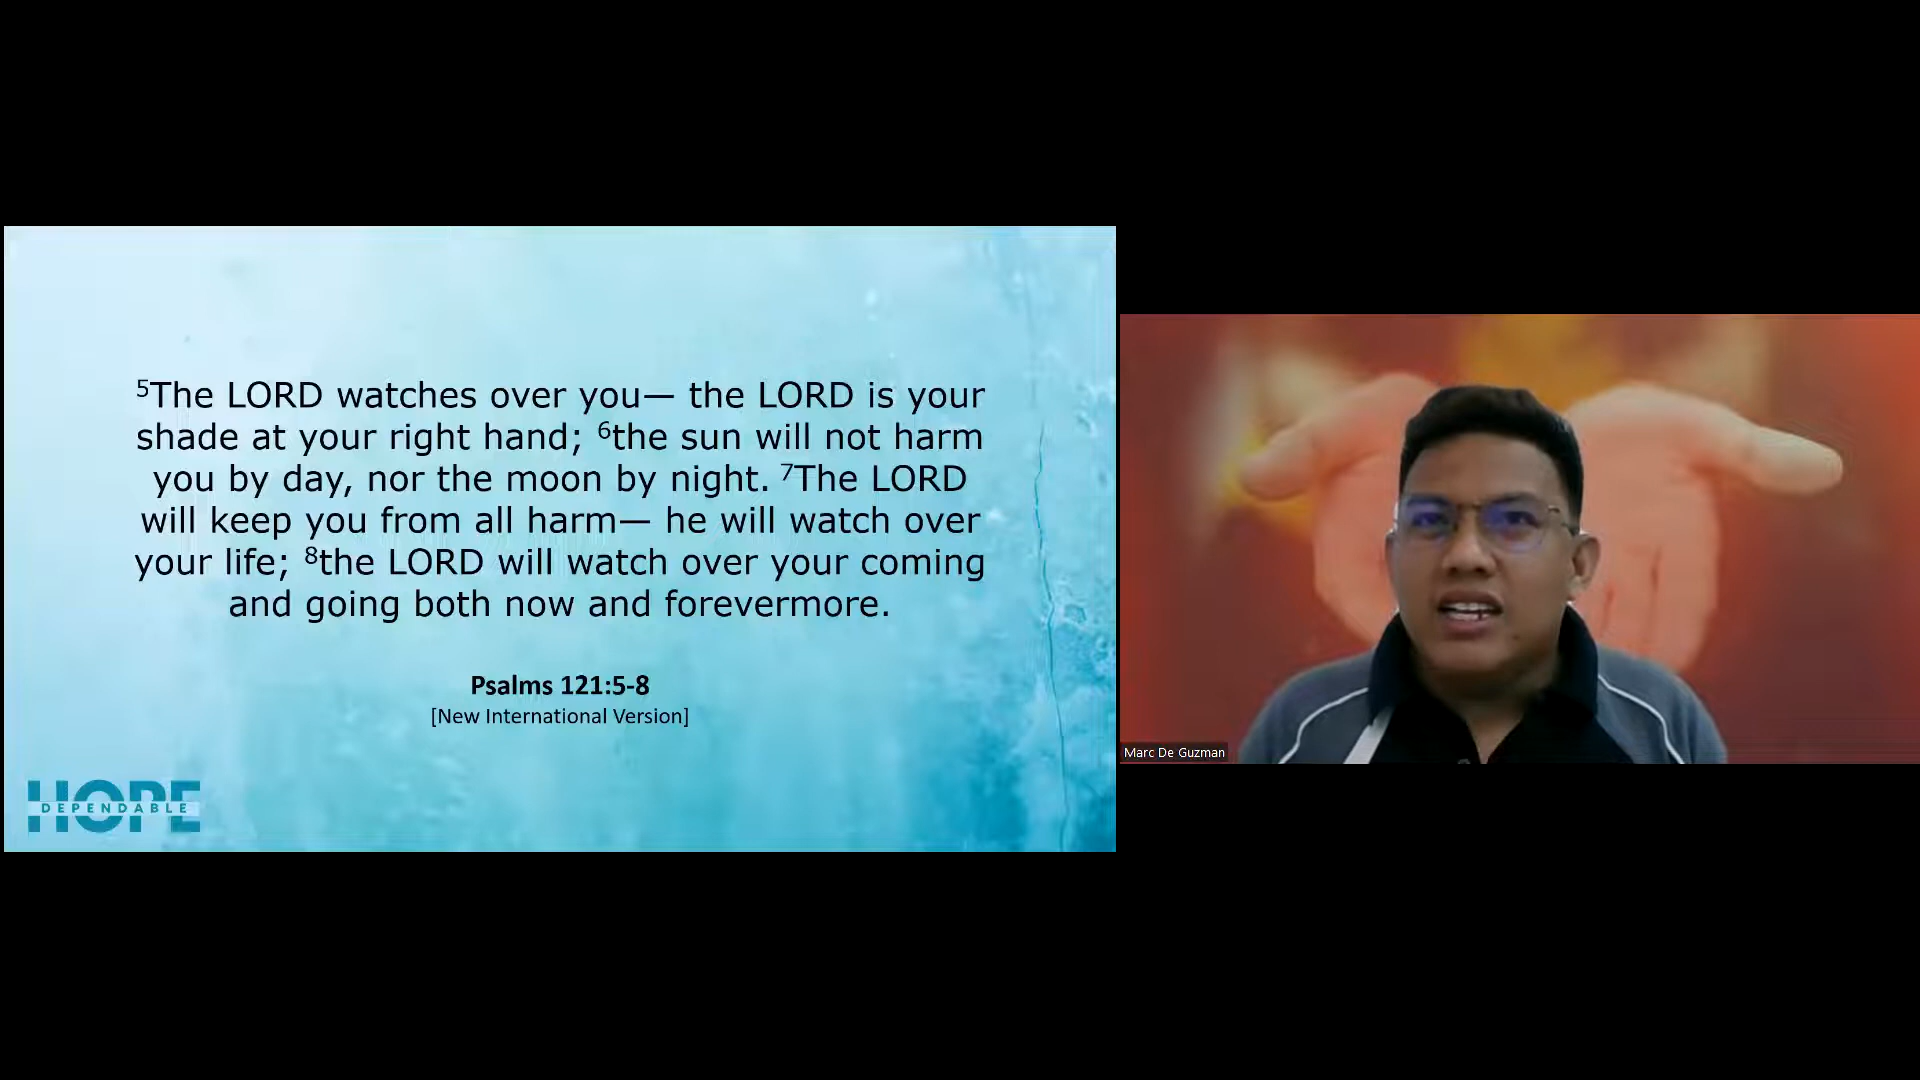 ⁵The LORD watches over you— the LORD is your
shade at your right hand; ⁶the sun will not harm
you by day, nor the moon by night. ⁷The LORD
will keep you from all harm— he will watch over
your life; ⁸the LORD will watch over your coming
and going both now and forevermore.
Psalms 121:5-8
[New International Version]
HOPE
DEPENDABLE
Marc De Guzman